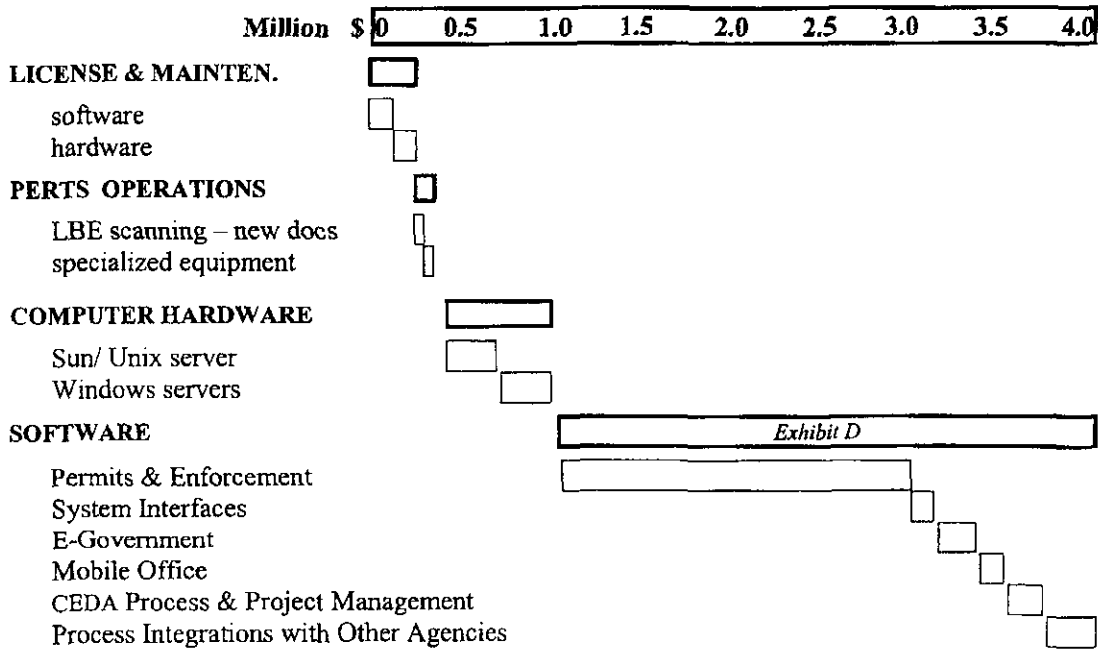 Million $ 0 0.5 1.0 1.5 2.0 2.5 3.0 3.5 4.0
LICENSE & MAINTEN.
software
hardware
PERTS OPERATIONS
LBE scanning – new docs
specialized equipment
COMPUTER HARDWARE
Sun/ Unix server
Windows servers
SOFTWARE Exhibit D
Permits & Enforcement
System Interfaces
E-Government
Mobile Office
CEDA Process & Project Management
Process Integrations with Other Agencies